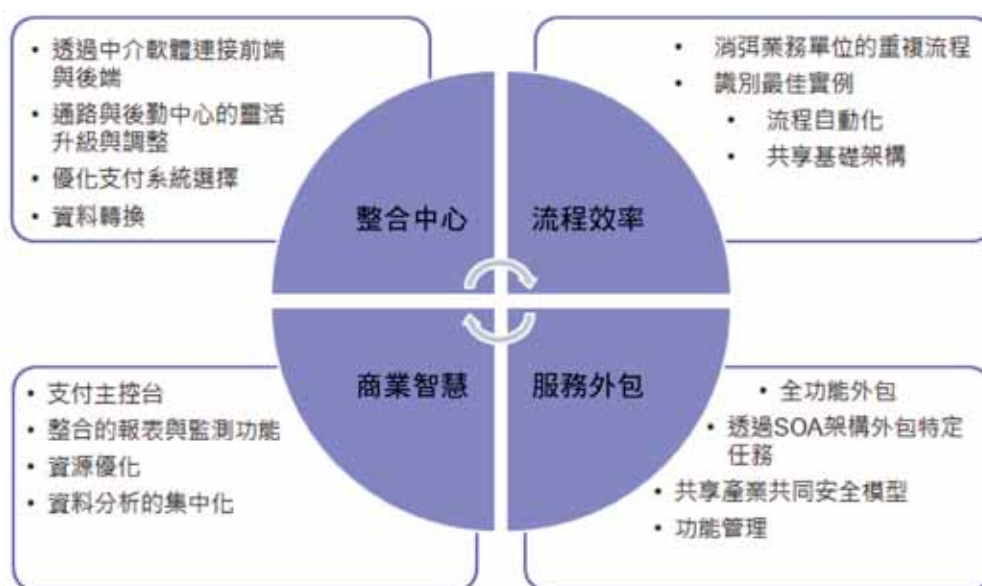 • 透過中介軟體連接前端
與後端
• 通路與後勤中心的靈活
升級與調整
• 優化支付系統選擇
• 資料轉換
• 消弭業務單位的重複流程
• 識別最佳實例
• 流程自動化
• 共享基礎架構
整合中心
流程效率
商業智慧
服務外包
• 支付主控台
• 整合的報表與監測功能
• 資源優化
• 資料分析的集中化
• 全功能外包
• 透過SOA架構外包特定
任務
• 共享產業共同安全模型
• 功能管理